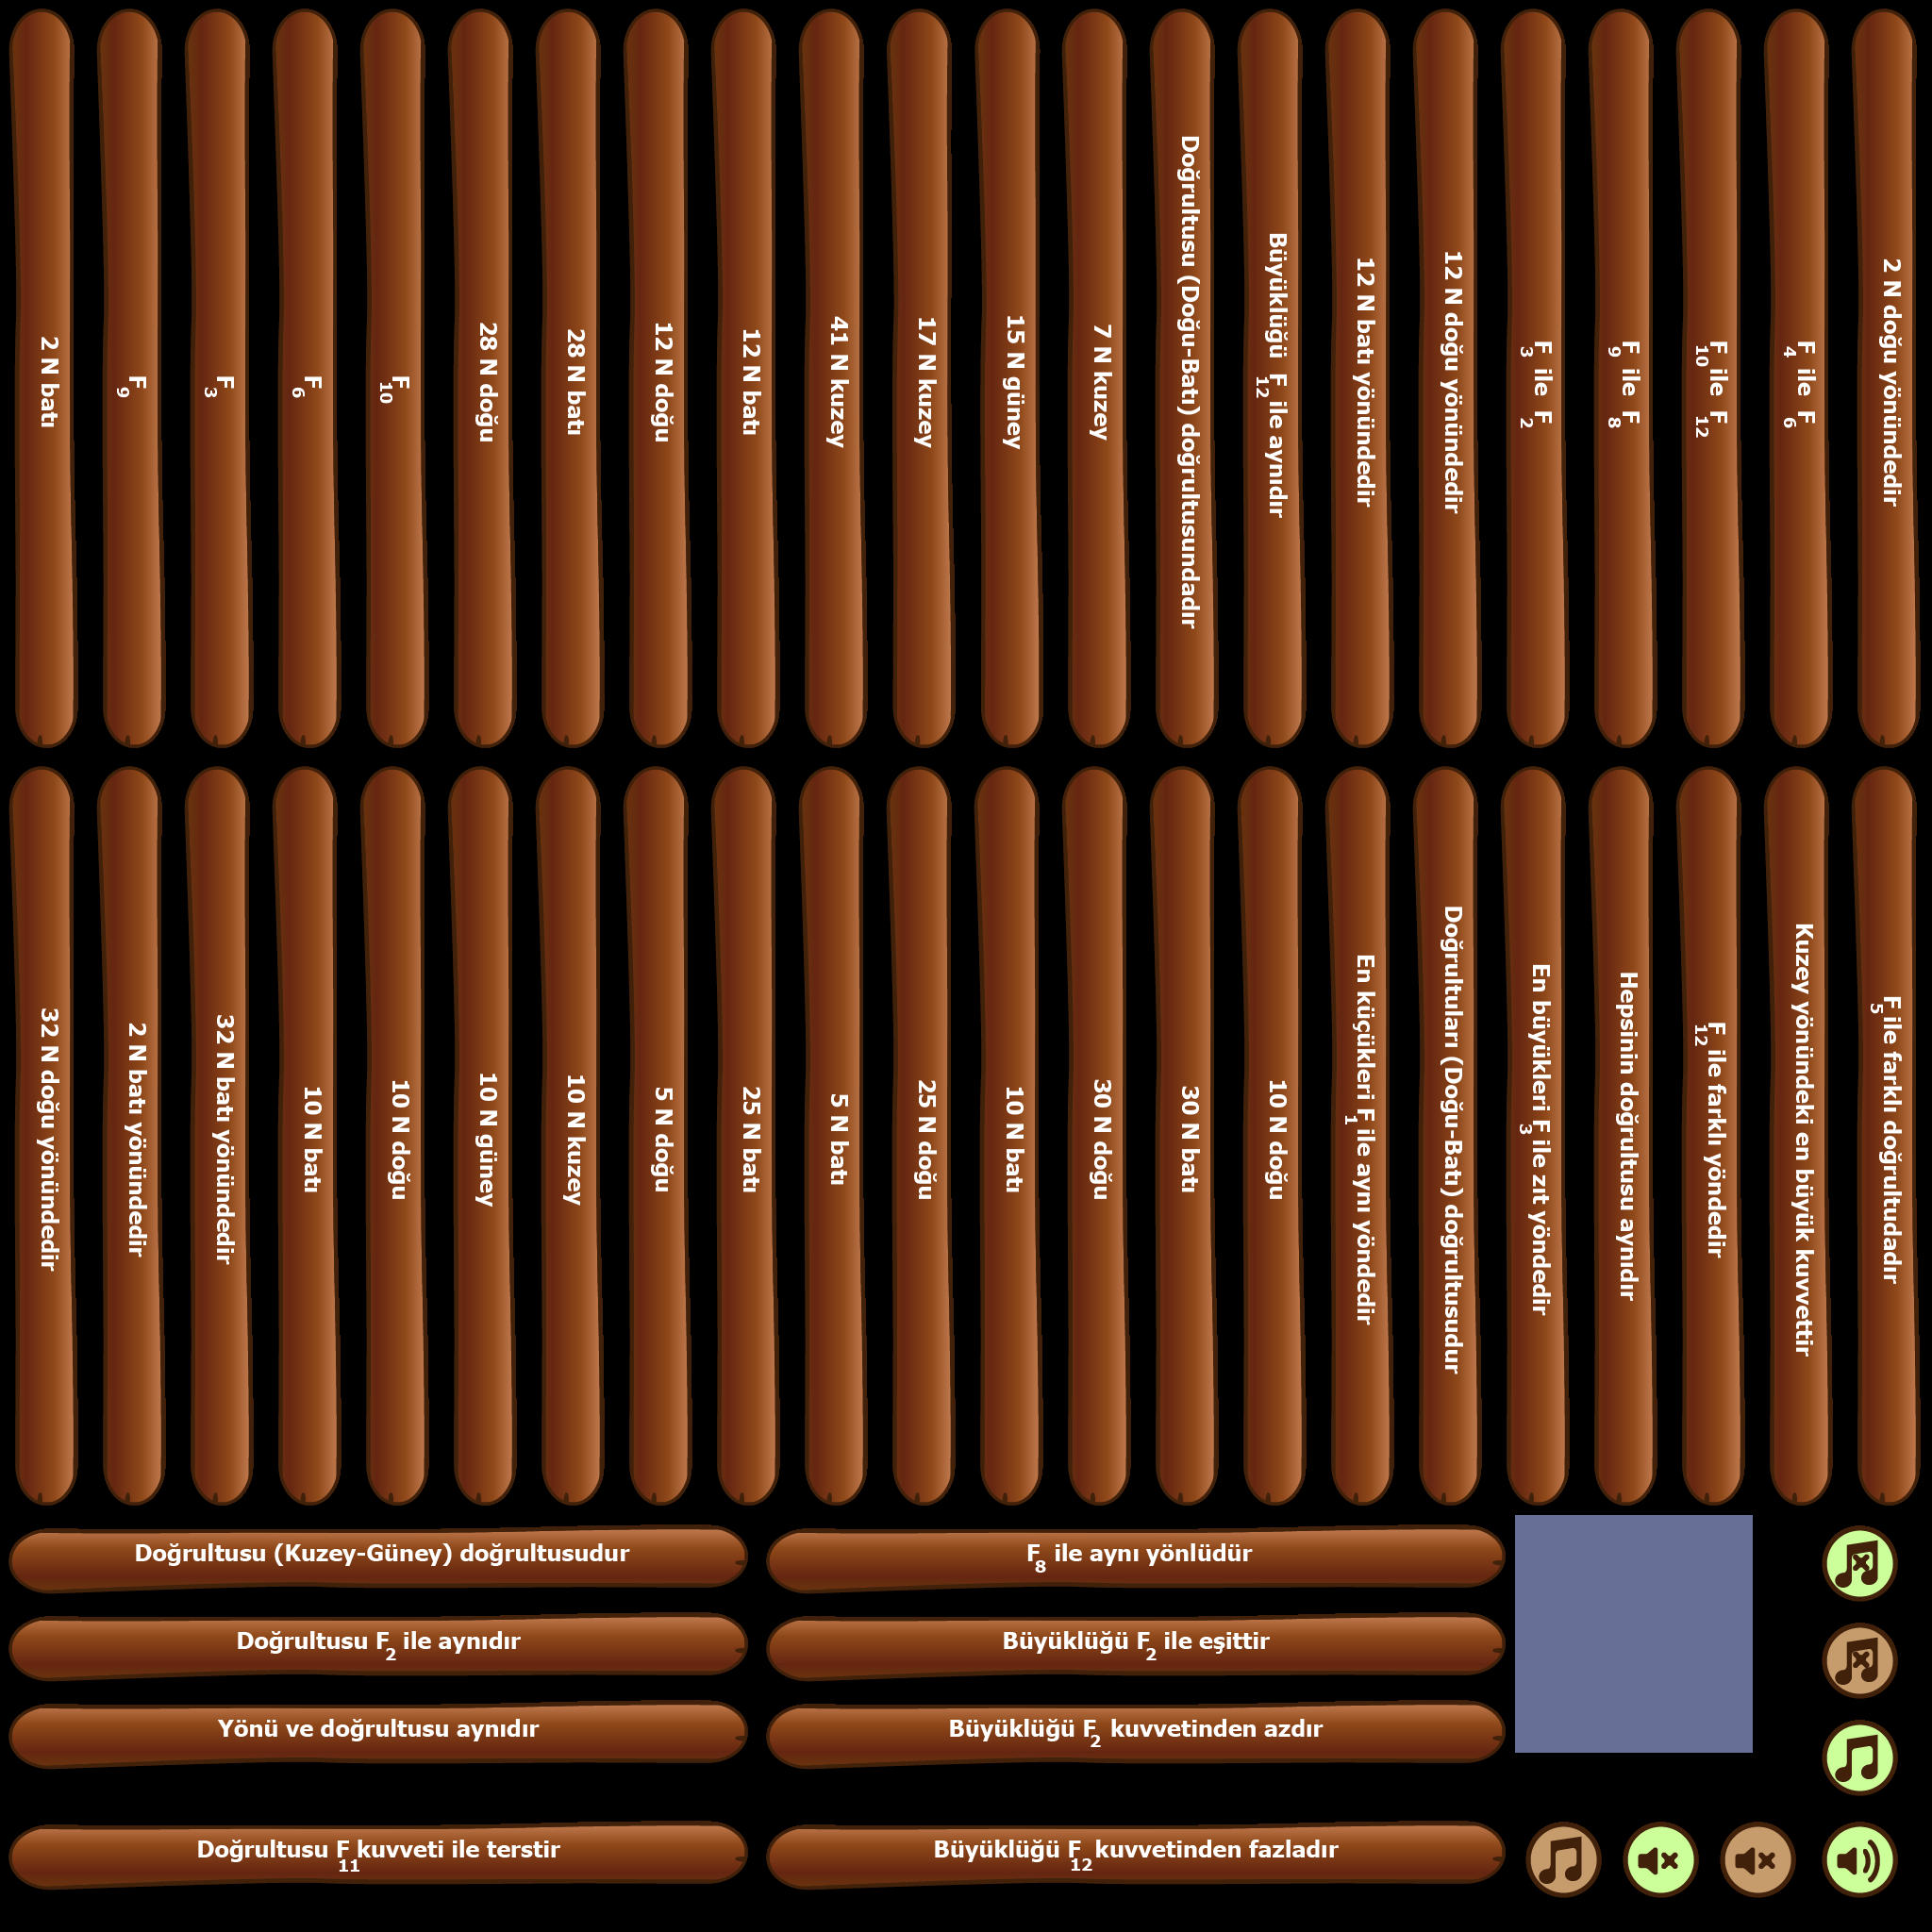 2 N batı
F9
F3
F6
F10
28 N doğu
28 N batı
12 N doğu
12 N batı
41 N kuzey
17 N kuzey
15 N güney
7 N kuzey
Doğrultusu (Doğu-Batı) doğrultusundadır
Büyüklüğü F12 ile aynıdır
12 N batı yönündedir
12 N doğu yönündedir
F3 ile F2
F9 ile F8
F10 ile F12
F4 ile F6
2 N doğu yönündedir
32 N doğu yönündedir
2 N batı yönündedir
32 N batı yönündedir
10 N batı
10 N doğu
10 N güney
10 N kuzey
5 N doğu
25 N batı
5 N batı
25 N doğu
10 N batı
30 N doğu
30 N batı
10 N doğu
En küçükleri F1 ile aynı yöndedir
Doğrultuları (Doğu-Batı) doğrultusudur
En büyükleri F3 ile zıt yöndedir
Hepsinin doğrultusu aynıdır
F12 ile farklı yöndedir
Kuzey yönündeki en büyük kuvvettir
F5 ile farklı doğrultudadır
Doğrultusu (Kuzey-Güney) doğrultusudur
F8 ile aynı yönlüdür
Doğrultusu F2 ile aynıdır
Büyüklüğü F2 ile eşittir
Yönü ve doğrultusu aynıdır
Büyüklüğü F2 kuvvetinden azdır
Doğrultusu F11 kuvveti ile terstir
Büyüklüğü F12 kuvvetinden fazladır